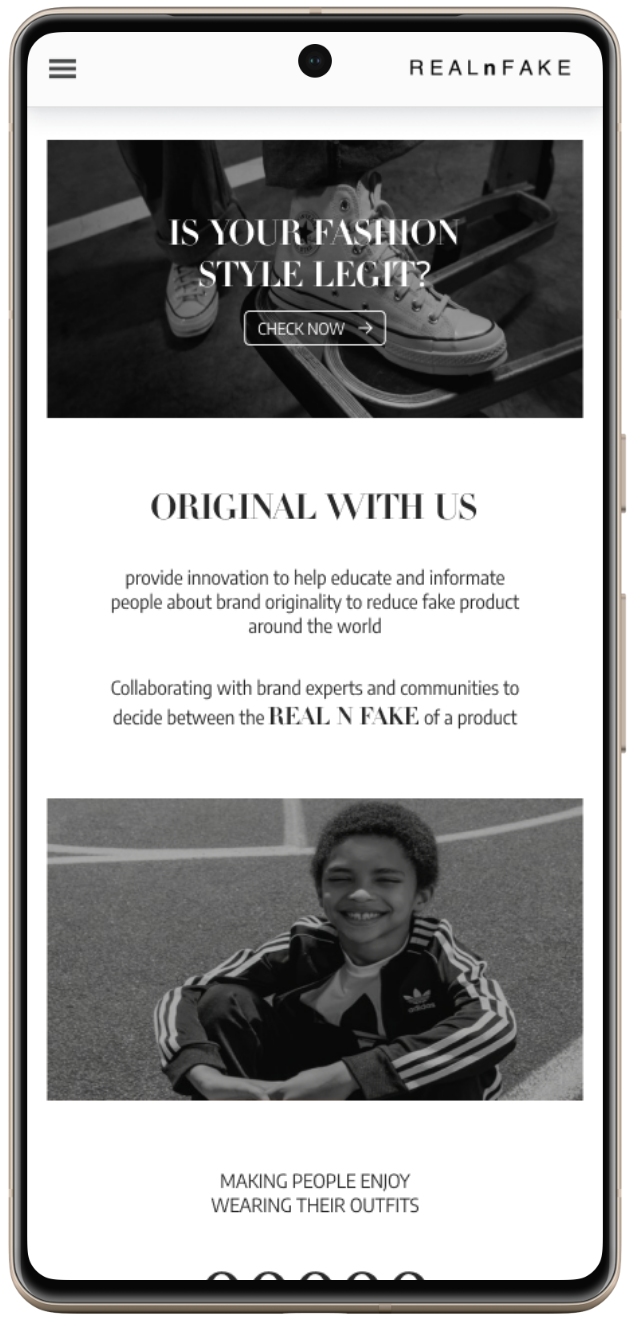 REALnFAKE
IS YOUR FASHION
STYLE LEGIT?
CHECK NOW →
ORIGINAL WITH US
provide innovation to help educate and informate
people about brand originality to reduce fake product
around the world
Collaborating with brand experts and communities to
decide between the REAL N FAKE of a product
adidas
MAKING PEOPLE ENJOY
WEARING THEIR OUTFITS